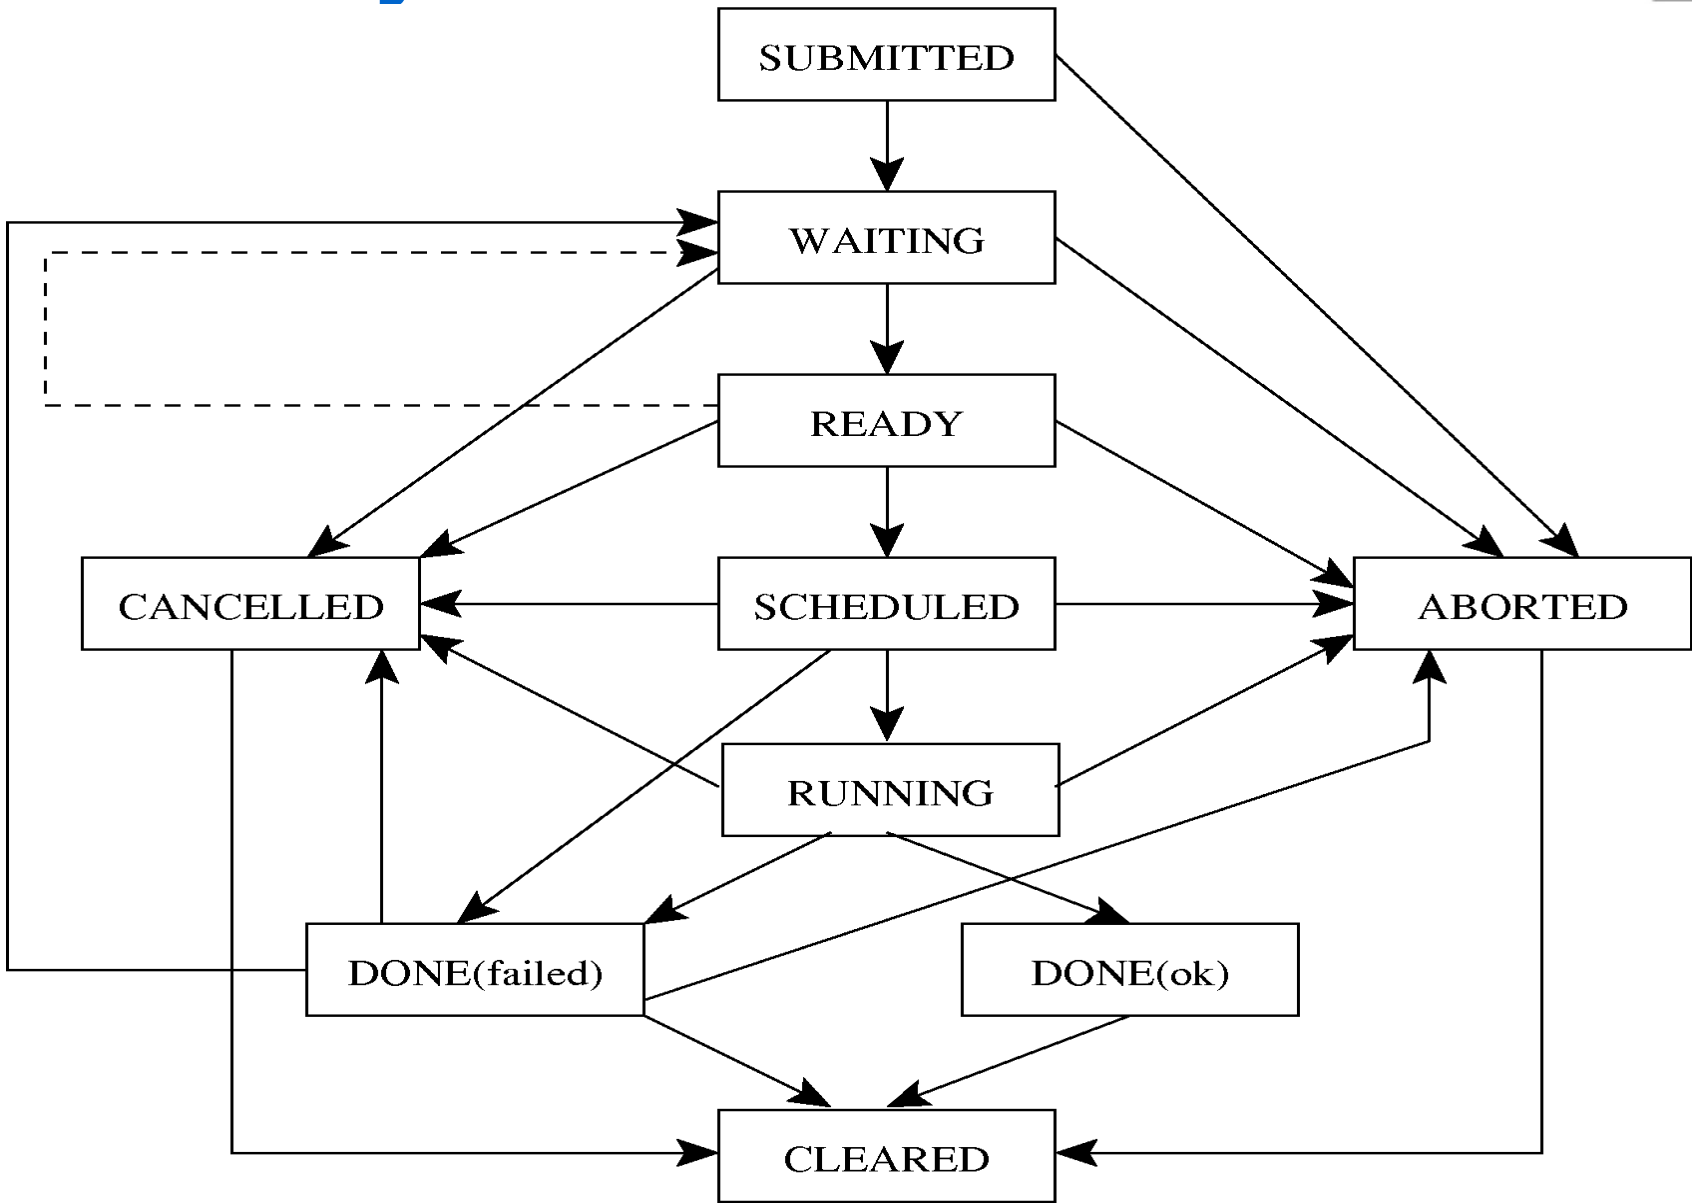 SUBMITTED
WAITING
READY
CANCELLED
SCHEDULED
ABORTED
RUNNING
DONE(failed)
DONE(ok)
CLEARED